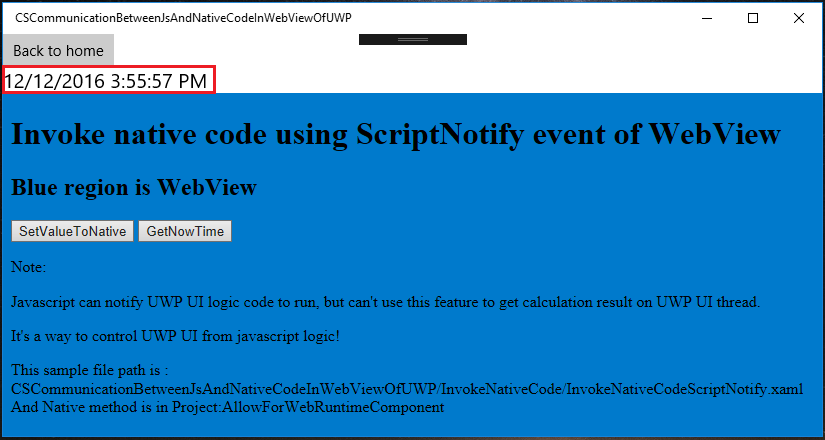 CSCommunicationBetweenJsAndNativeCodeInWebViewOfUWP
Back to home
12/12/2016 3:55:57 PM
Invoke native code using ScriptNotify event of WebView
Blue region is WebView
SetValueToNative GetNowTime
Note:
Javascript can notify UWP UI logic code to run, but can't use this feature to get calculation result on UWP UI thread.
It's a way to control UWP UI from javascript logic!
This sample file path is :
CSCommunicationBetweenJsAndNativeCodeInWebViewOfUWP/InvokeNativeCode/InvokeNativeCodeScriptNotify.xaml
And Native method is in Project:AllowForWebRuntimeComponent